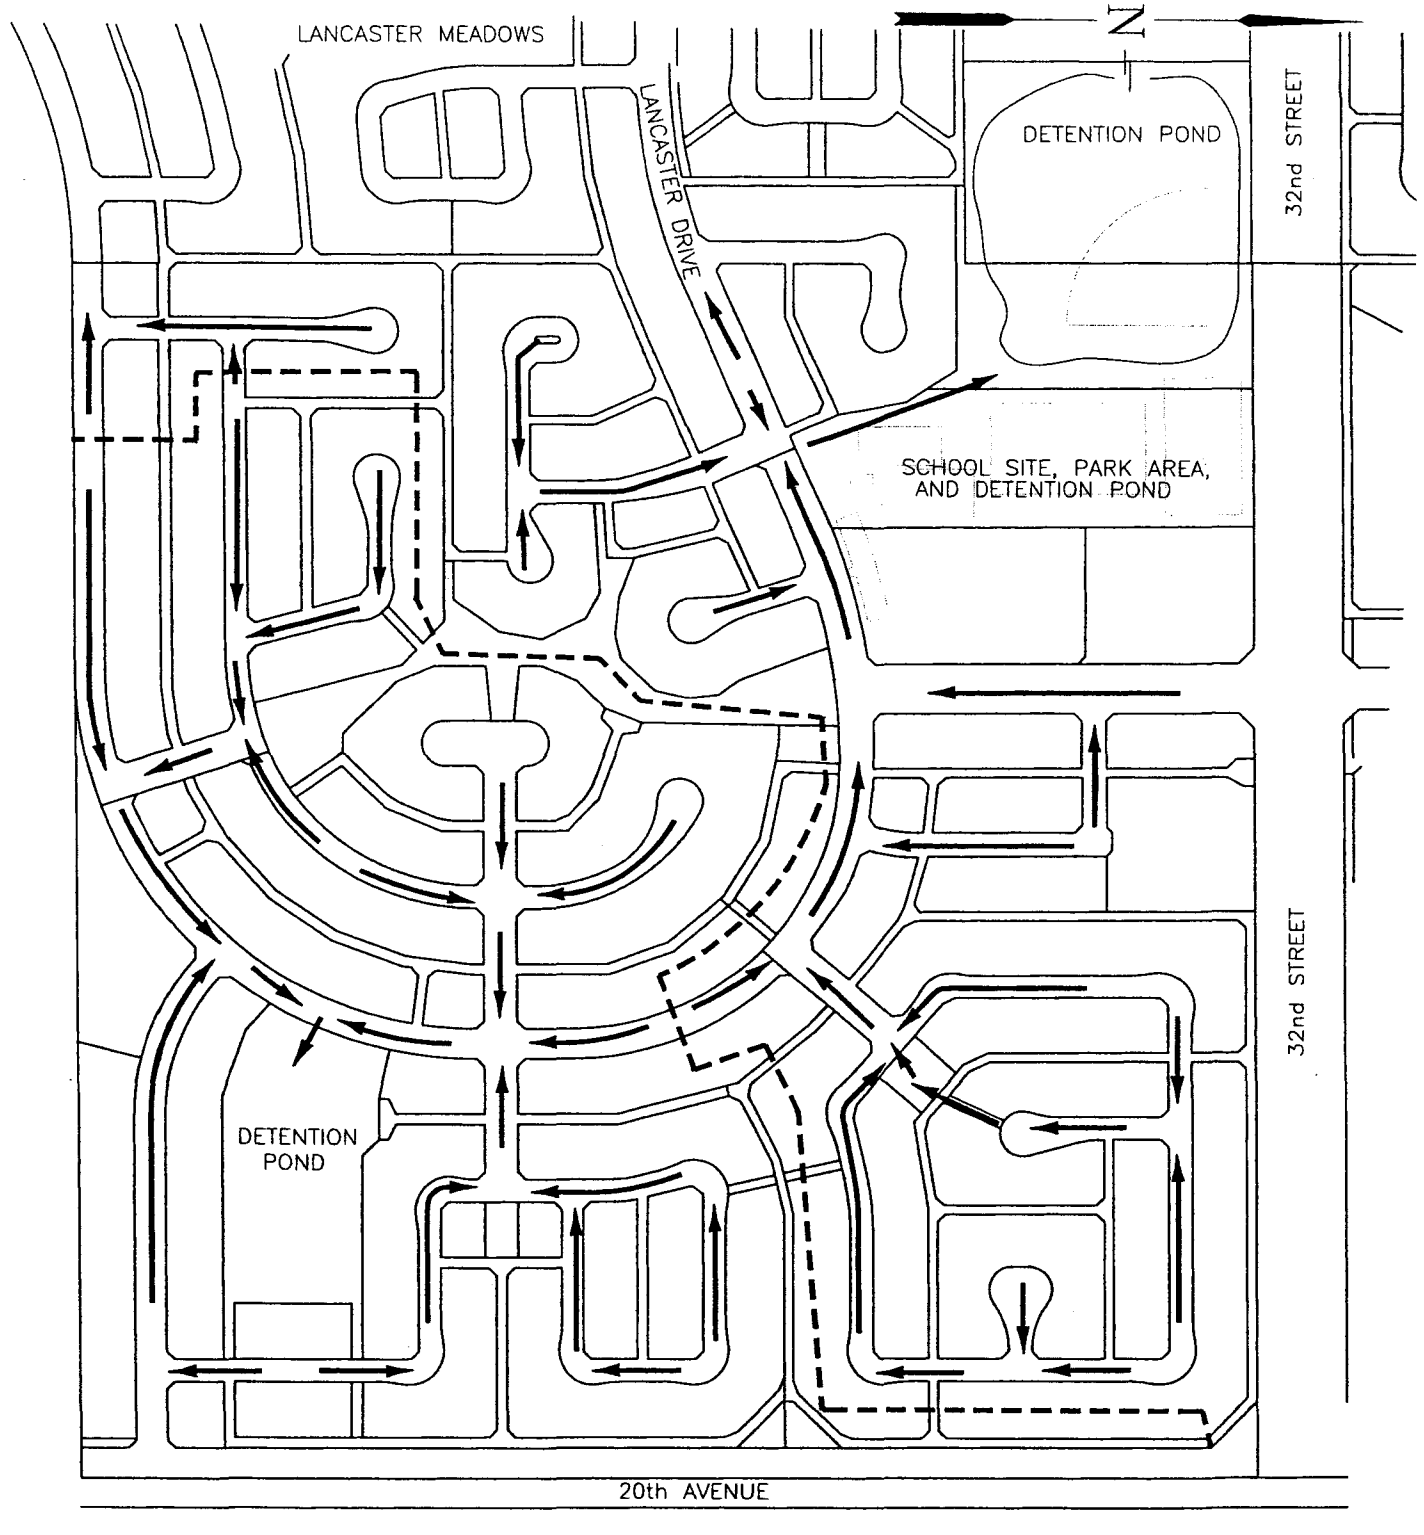 LANCASTER MEADOWS
N
LANCASTER DRIVE
DETENTION POND
32nd STREET
SCHOOL SITE, PARK AREA,
AND DETENTION POND
32nd STREET
DETENTION
POND
20th AVENUE